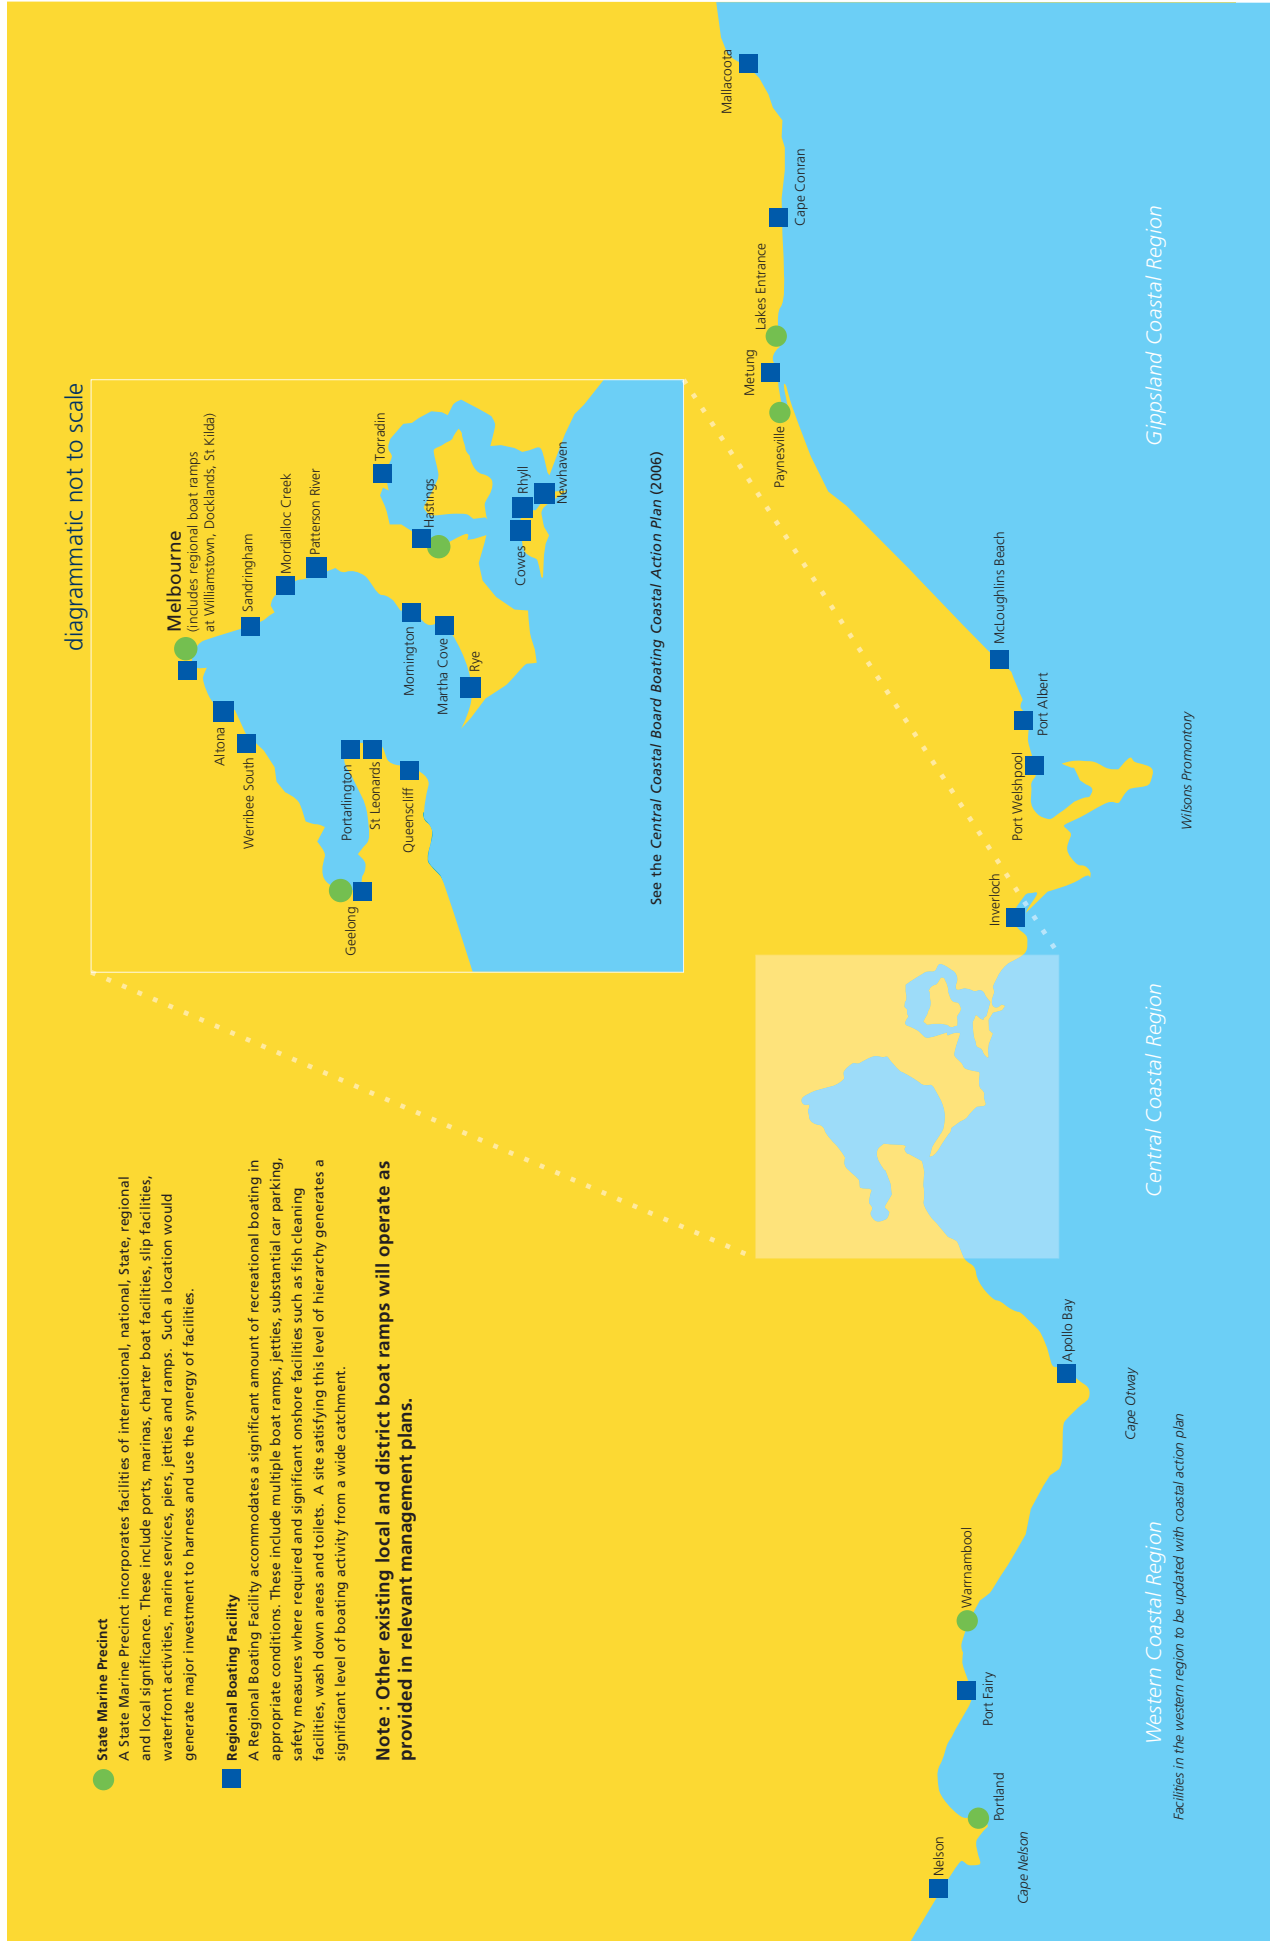 diagrammatic not to scale
State Marine Precinct
A State Marine Precinct incorporates facilities of international, national, State, regional
and local significance. These include ports, marinas, charter boat facilities, slip facilities,
waterfront activities, marine services, piers, jetties and ramps.  Such a location would
generate major investment to harness and use the synergy of facilities.
Regional Boating Facility
A Regional Boating Facility accommodates a significant amount of recreational boating in
appropriate conditions. These include multiple boat ramps, jetties, substantial car parking,
safety measures where required and significant onshore facilities such as fish cleaning
facilities, wash down areas and toilets.  A site satisfying this level of hierarchy generates a
significant level of boating activity from a wide catchment.
Note : Other existing local and district boat ramps will operate as
provided in relevant management plans.
Melbourne
(includes regional boat ramps
at Williamstown, Docklands, St Kilda)
Altona
Werribee South
Sandringham
Mordialloc Creek
Patterson River
Geelong
Portarlington
St Leonards
Queenscliff
Mornington
Martha Cove
Rye
Torradin
Hastings
Cowes
Rhyll
Newhaven
See the Central Coastal Board Boating Coastal Action Plan (2006)
Nelson
Cape Nelson
Portland
Port Fairy
Warrnambool
Cape Otway
Apollo Bay
Inverloch
Port Welshpool
Port Albert
McLoughlins Beach
Wilsons Promontory
Paynesville
Metung
Lakes Entrance
Cape Conran
Mallacoota
Western Coastal Region
Facilities in the western region to be updated with coastal action plan
Central Coastal Region
Gippsland Coastal Region